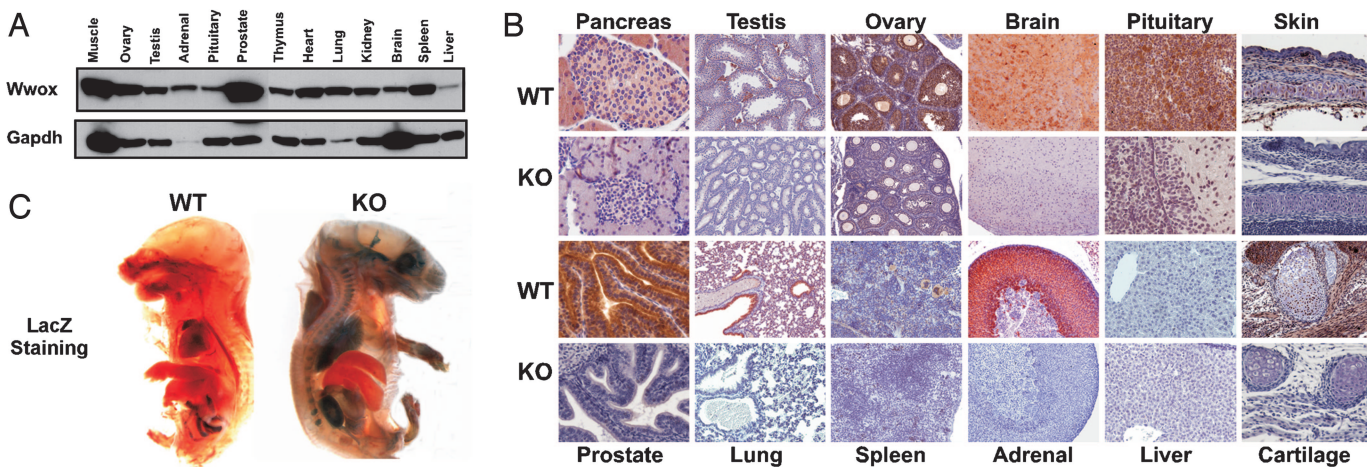 A
Muscle
Ovary
Testis
Adrenal
Pituitary
Prostate
Thymus
Heart
Lung
Kidney
Brain
Spleen
Liver
Wwox
Gapdh
C
WT KO
LacZ
Staining
B
Pancreas Testis Ovary Brain Pituitary Skin
WT
KO
WT
KO
Prostate Lung Spleen Adrenal Liver Cartilage